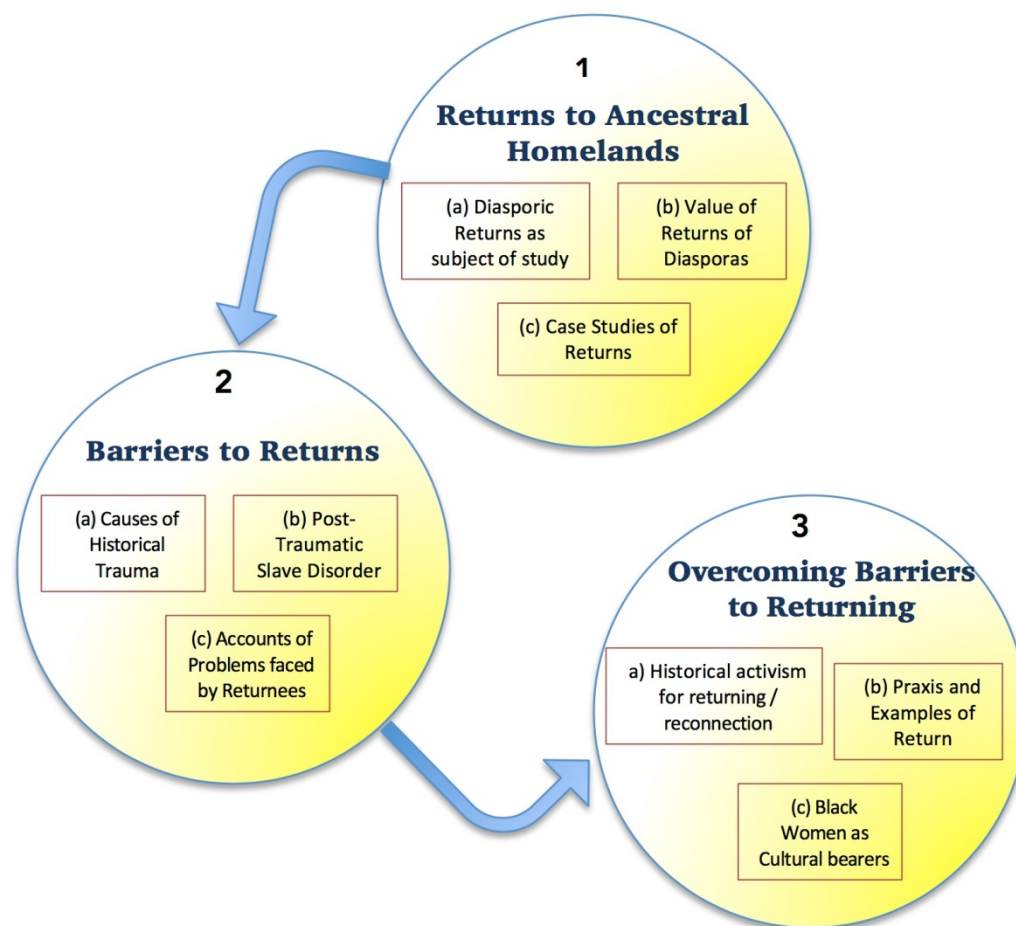 1
Returns to Ancestral
Homelands
(a) Diasporic
Returns as
subject of study
(b) Value of
Returns of
Diasporas
(c) Case Studies of
Returns
2
Barriers to Returns
(a) Causes of
Historical
Trauma
(b) Post-
Traumatic
Slave Disorder
(c) Accounts of
Problems faced
by Returnees
3
Overcoming Barriers
to Returning
a) Historical activism
for returning /
reconnection
(b) Praxis and
Examples of
Return
(c) Black
Women as
Cultural bearers